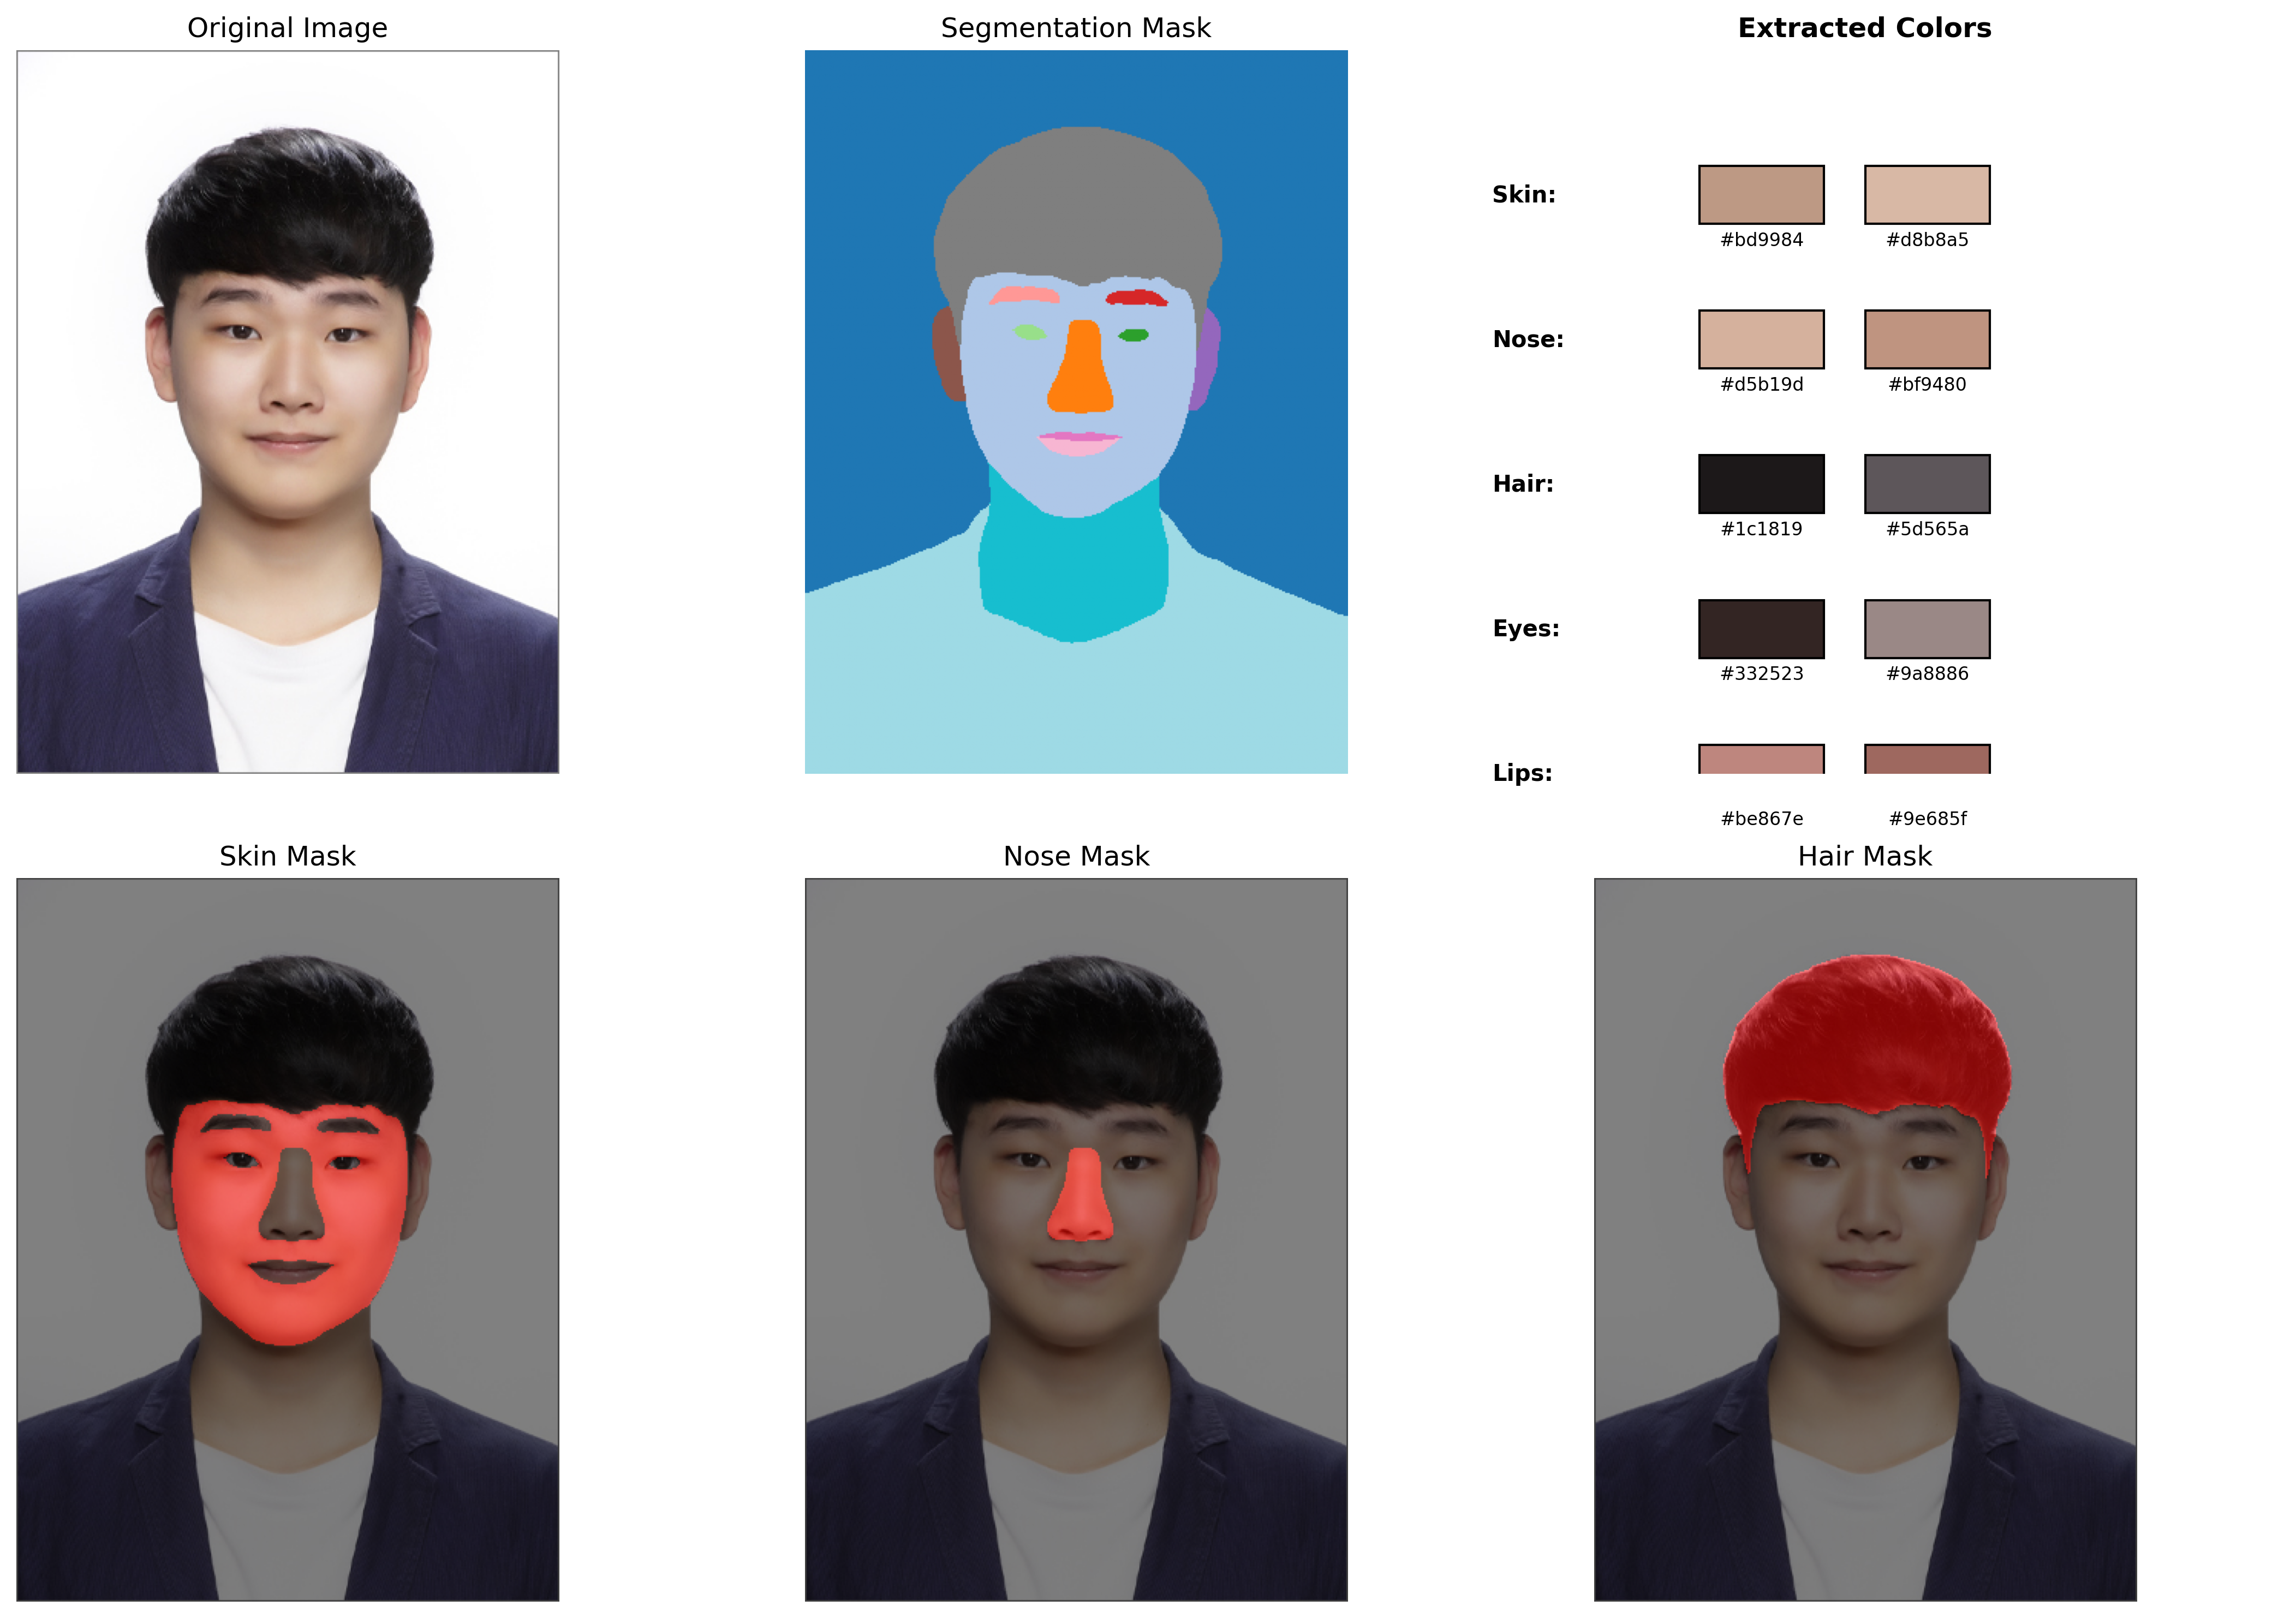 Original Image
Segmentation Mask
Extracted Colors
Skin:
#bd9984 #d8b8a5
Nose:
#d5b19d #bf9480
Hair:
#1c1819 #5d565a
Eyes:
#332523 #9a8886
Lips:
#be867e #9e685f
Skin Mask
Nose Mask
Hair Mask